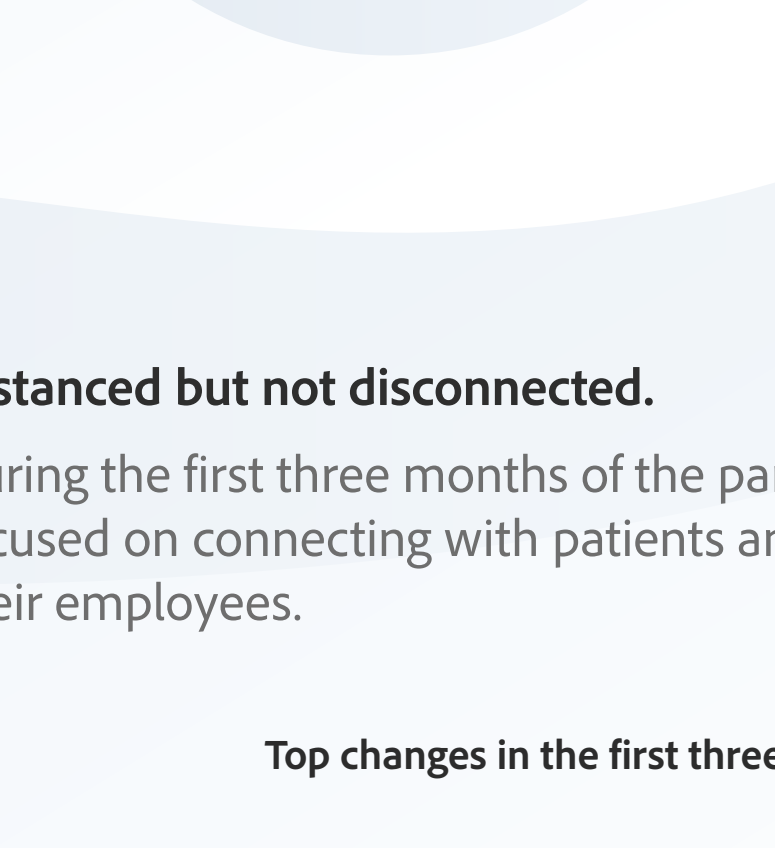 stanced but not disconnected.
uring the first three months of the pa
cused on connecting with patients a
eir employees.
Top changes in the first three